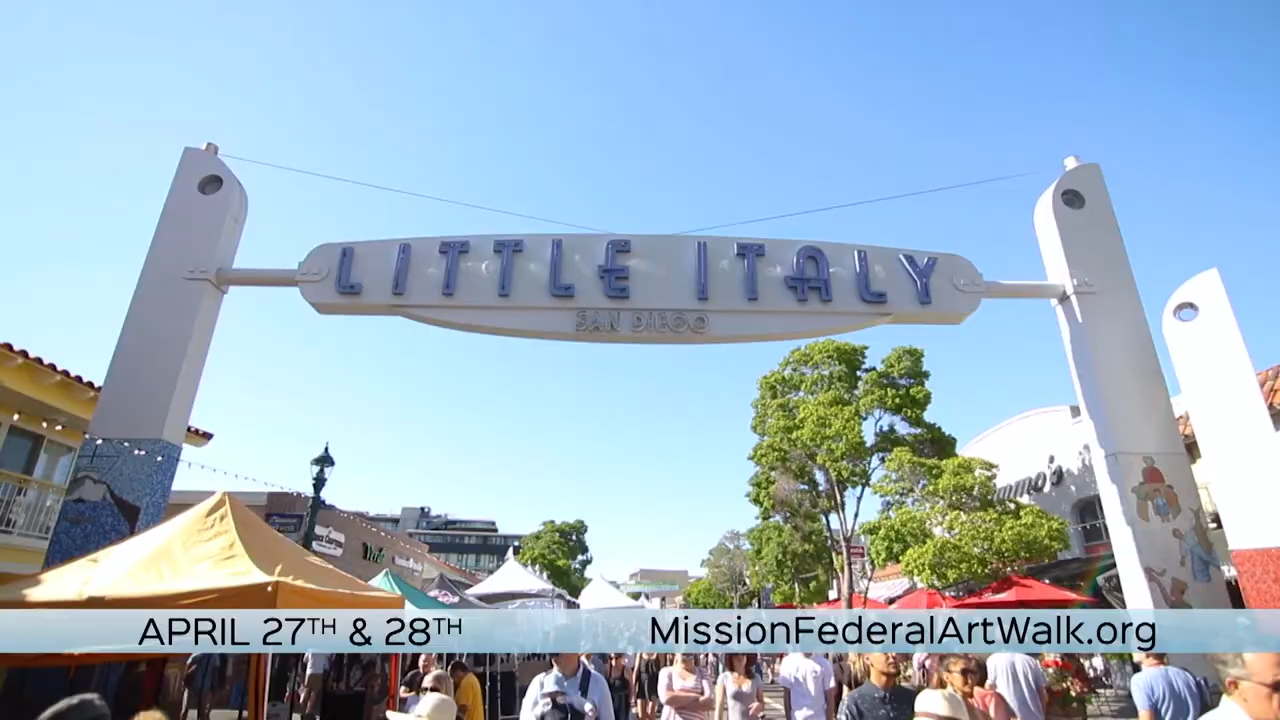 LITTLE ITALY
SAN DIEGO
APRIL 27TH & 28TH
MissionFederalArtWalk.org